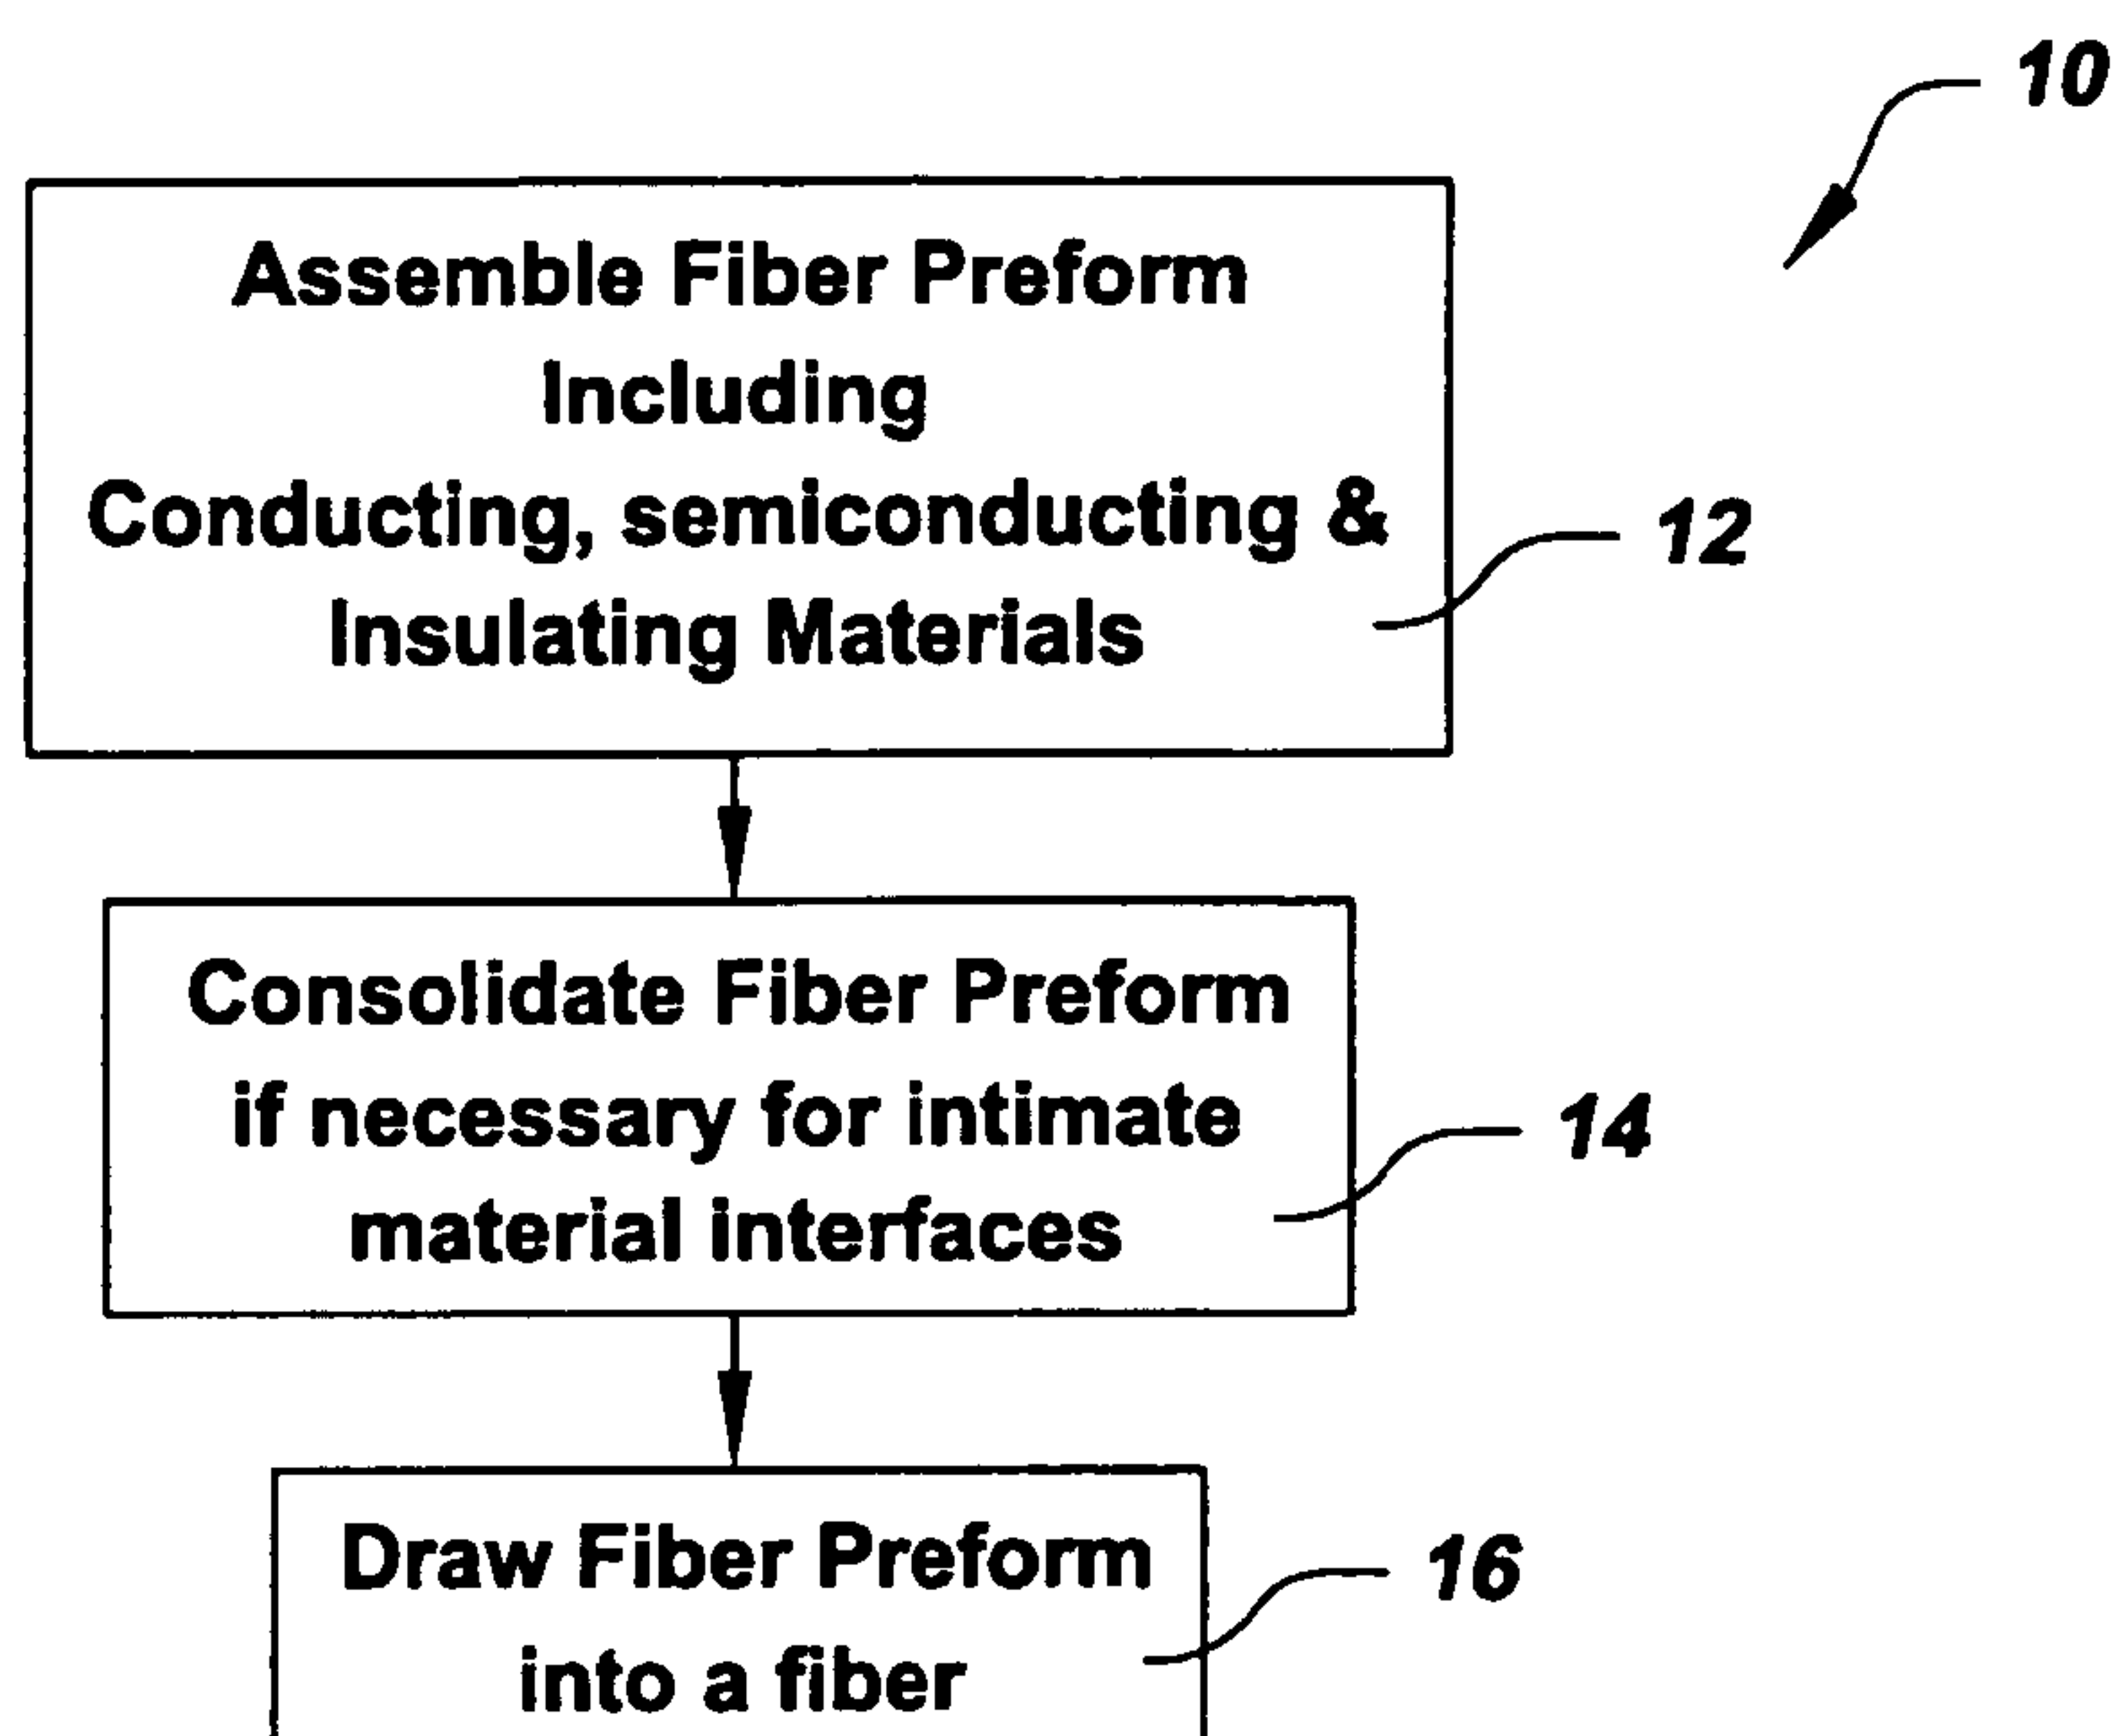 10
Assemble Fiber Preform
Including
Conducting, semiconducting &
Insulating Materials
12
Consolidate Fiber Preform
if necessary for intimate
material interfaces
14
Draw Fiber Preform
into a fiber
16